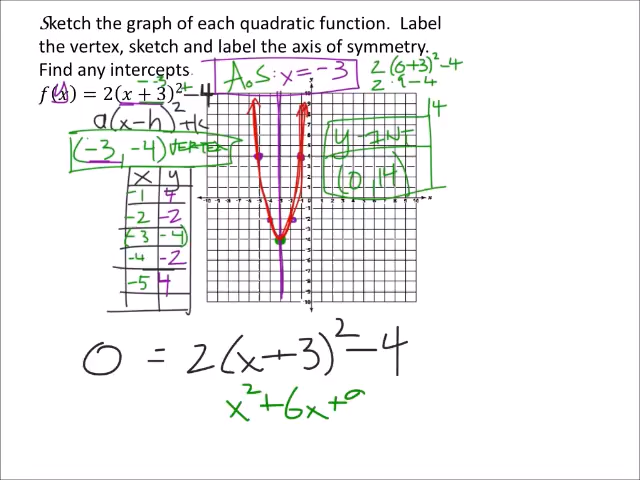 Sketch the graph of each quadratic function. Label
the vertex, sketch and label the axis of symmetry.
Find any intercepts.
f(x) = 2(x + 3)² − 4
y
-3
a(x-h)²+k
(-3, -4) VERTEX
A.O.S: x = -3
2(0+3)²-4
2·9-4
14
y-INT
(0, 14)
x y
-1 4
-2 -2
(-3 -4)
-4 -2
-5 4
0 = 2(x+3)²-4
x²+6x+9